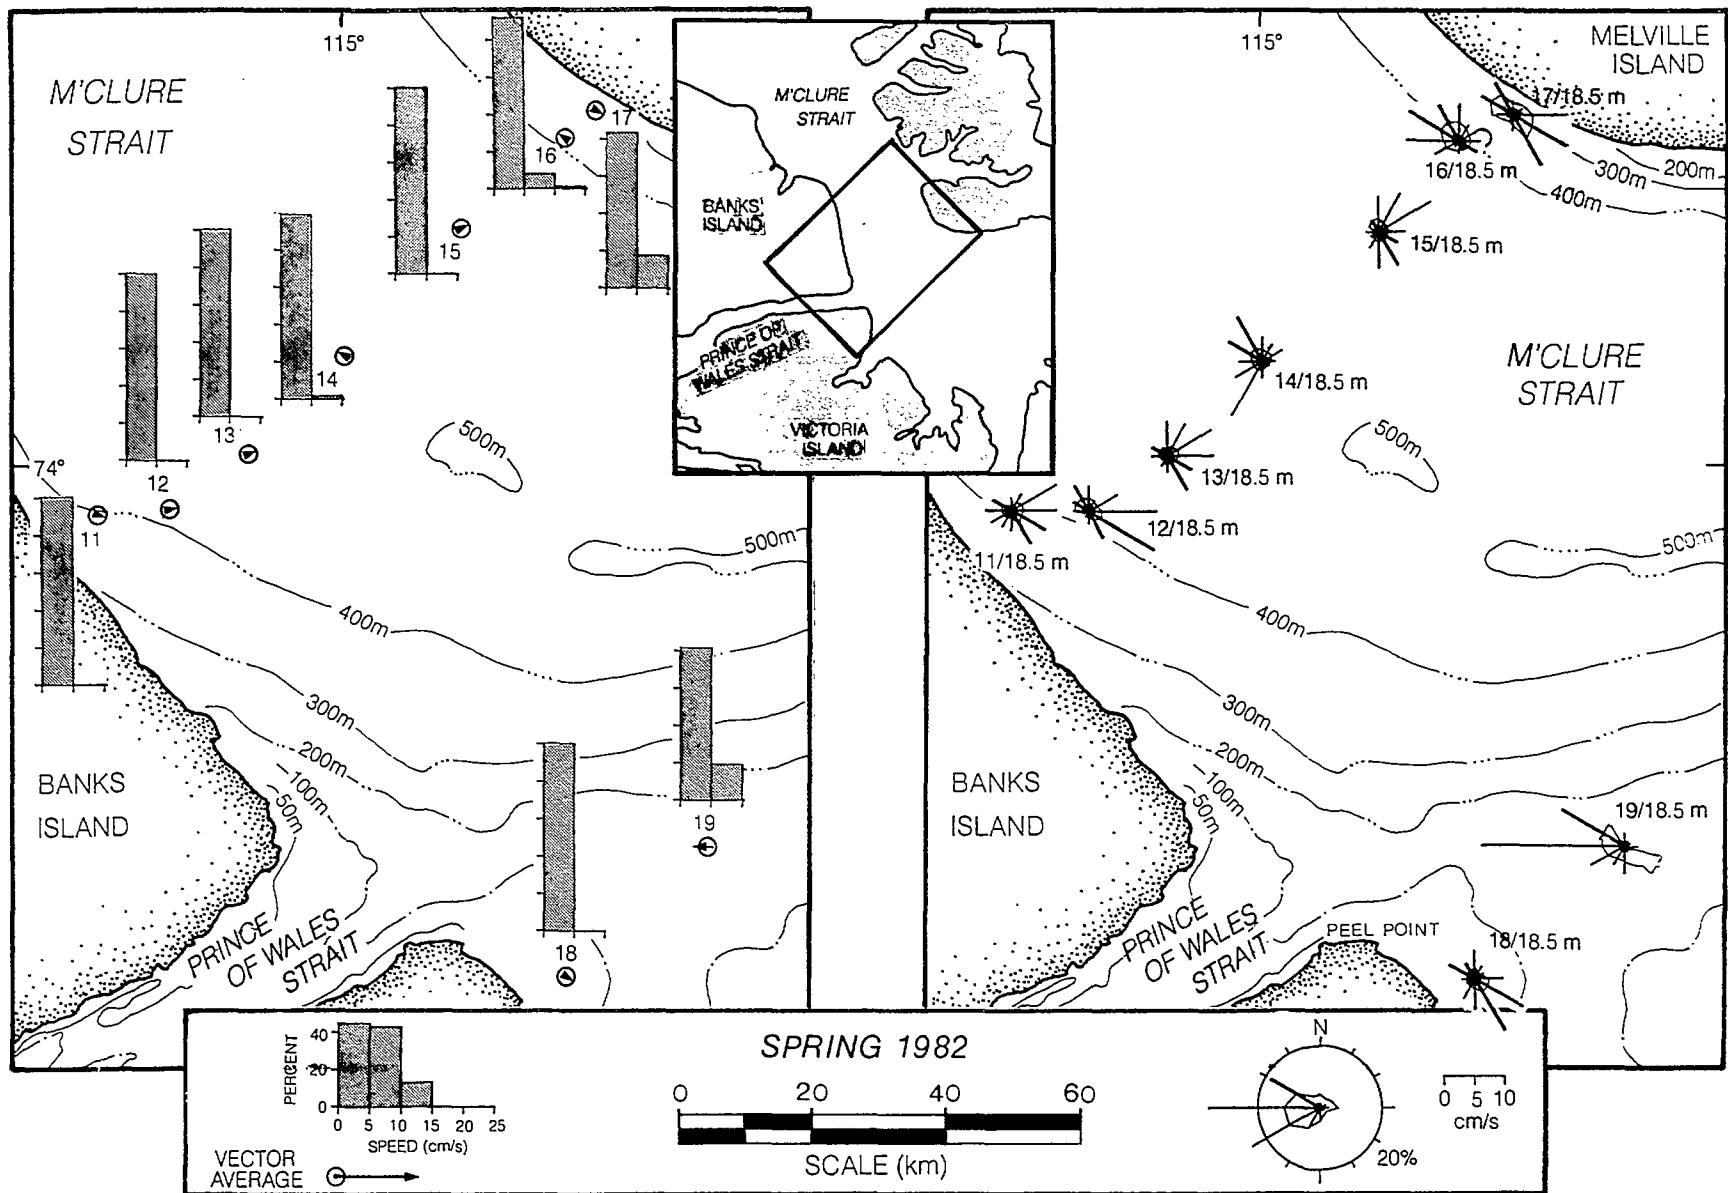 115°
M'CLURE
STRAIT
17
16
15
14
13
12
11
74°
500m
500m
400m
300m
200m
100m
50m
BANKS
ISLAND
PRINCE
OF WALES
STRAIT
19
18
M'CLURE
STRAIT
BANKS
ISLAND
PRINCE OF
WALES STRAIT
VICTORIA
ISLAND
115°
MELVILLE
ISLAND
17/18.5 m
16/18.5 m
200m
300m
400m
15/18.5 m
14/18.5 m
M'CLURE
STRAIT
13/18.5 m
500m
12/18.5 m
11/18.5 m
500m
400m
300m
200m
100m
50m
BANKS
ISLAND
19/18.5 m
PRINCE
OF WALES
STRAIT
PEEL POINT
18/18.5 m
PERCENT
40
20
0
0 5 10 15 20 25
SPEED (cm/s)
VECTOR
AVERAGE
SPRING 1982
0 20 40 60
SCALE (km)
N
20%
0 5 10
cm/s